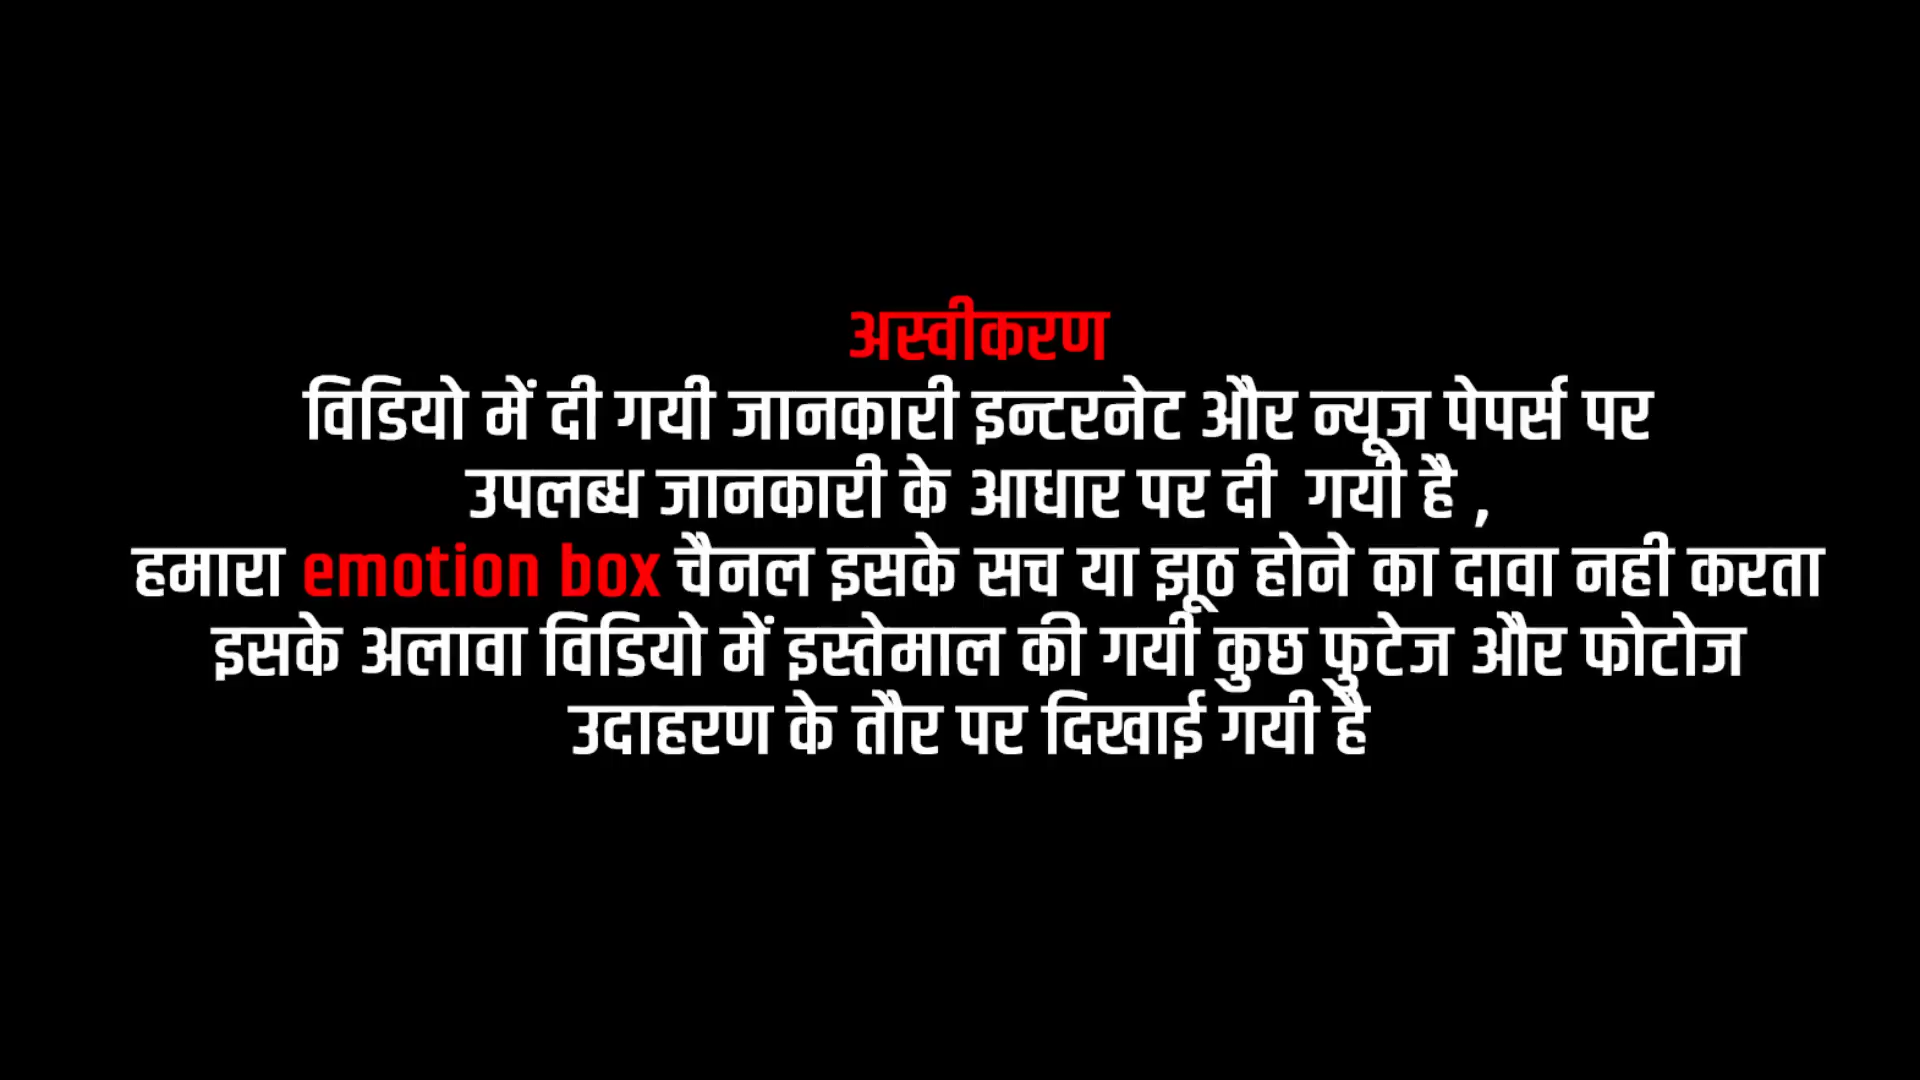 अस्वीकरण
विडियो में दी गयी जानकारी इन्टरनेट और न्यूज पेपर्स पर
उपलब्ध जानकारी के आधार पर दी  गयी है ,
हमारा emotion box चैनल इसके सच या झूठ होने का दावा नही करता
इसके अलावा विडियो में इस्तेमाल की गयी कुछ फुटेज और फोटोज
उदाहरण के तौर पर दिखाई गयी है